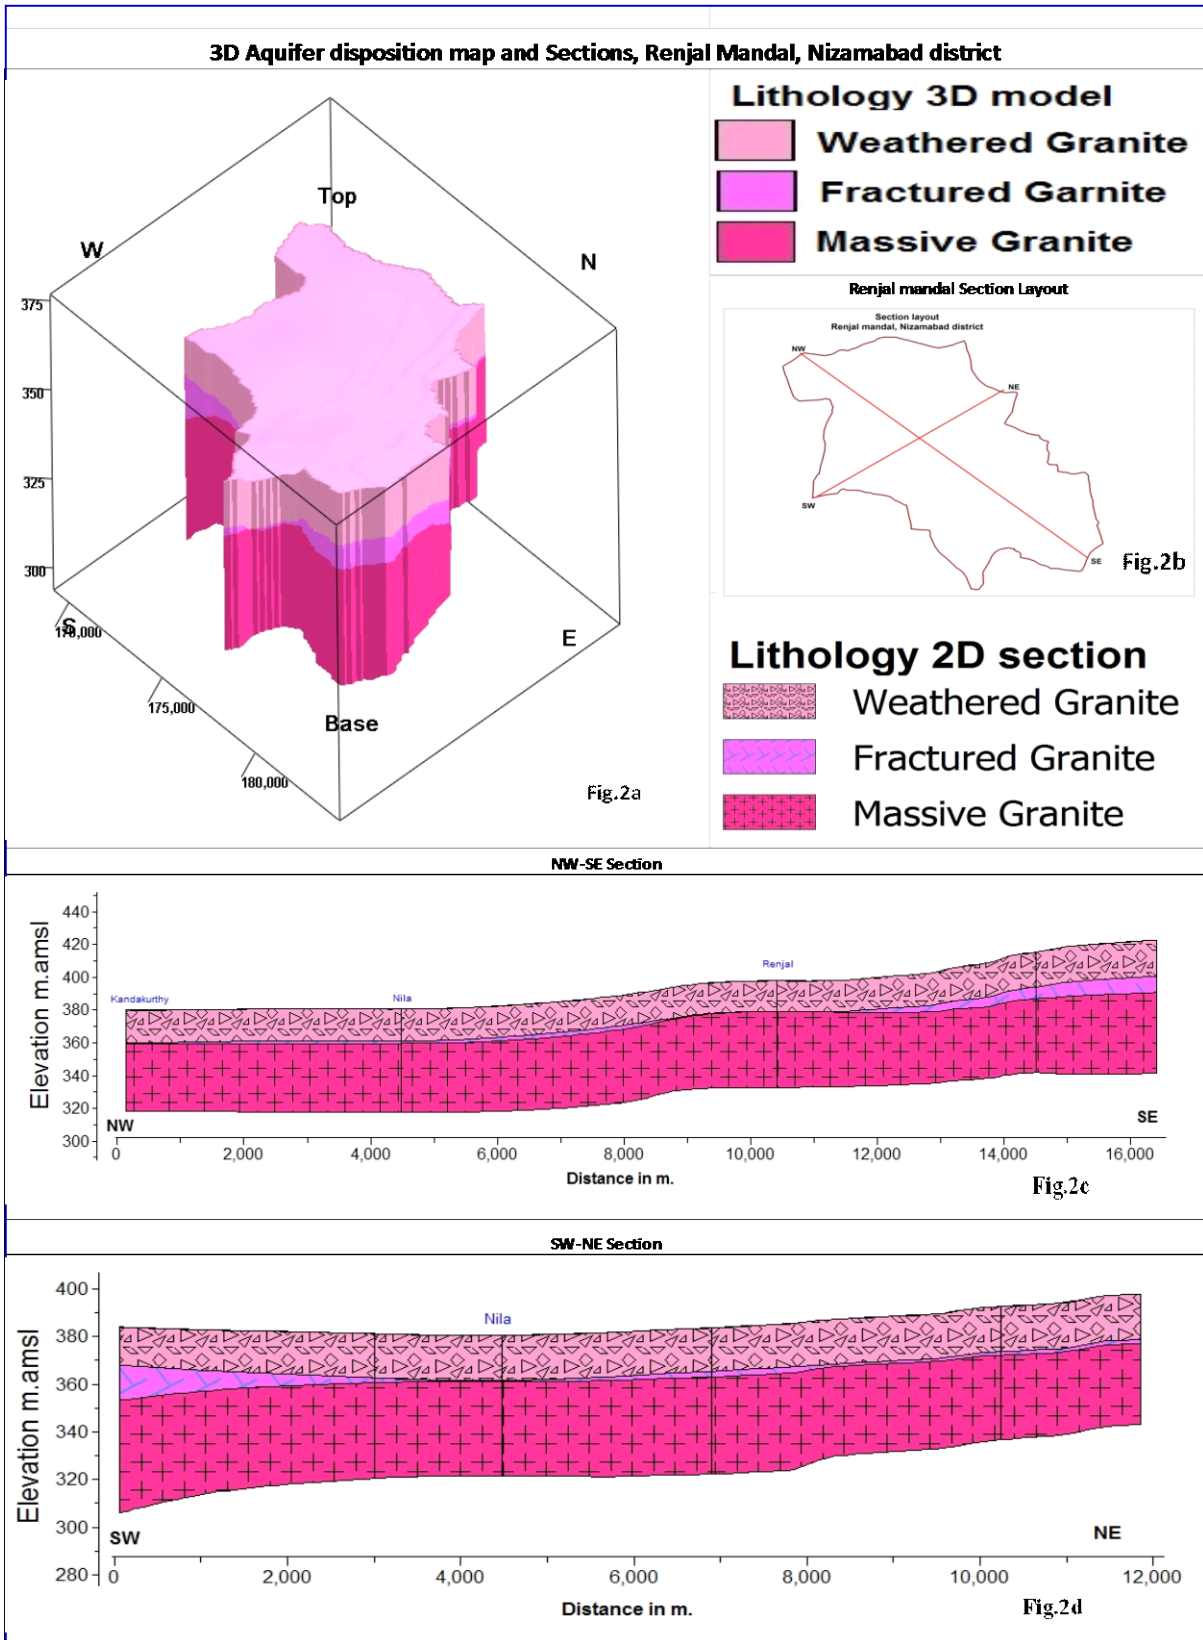 3D Aquifer disposition map and Sections, Renjal Mandal, Nizamabad district
Top
W
N
375
350
325
300
S
170,000
175,000
180,000
E
Base
Fig.2a
Lithology 3D model
Weathered Granite
Fractured Garnite
Massive Granite
Renjal mandal Section Layout
Section layout
Renjal mandal, Nizamabad district
NW
NE
SW
SE
Fig.2b
Lithology 2D section
Weathered Granite
Fractured Granite
Massive Granite
NW-SE Section
Elevation m.amsl
440
420
400
380
360
340
320
300
Kandakurthy
Nila
Renjal
NW
SE
0 2,000 4,000 6,000 8,000 10,000 12,000 14,000 16,000
Distance in m.
Fig.2c
SW-NE Section
Elevation m.amsl
400
380
360
340
320
300
280
Nila
SW
NE
0 2,000 4,000 6,000 8,000 10,000 12,000
Distance in m.
Fig.2d